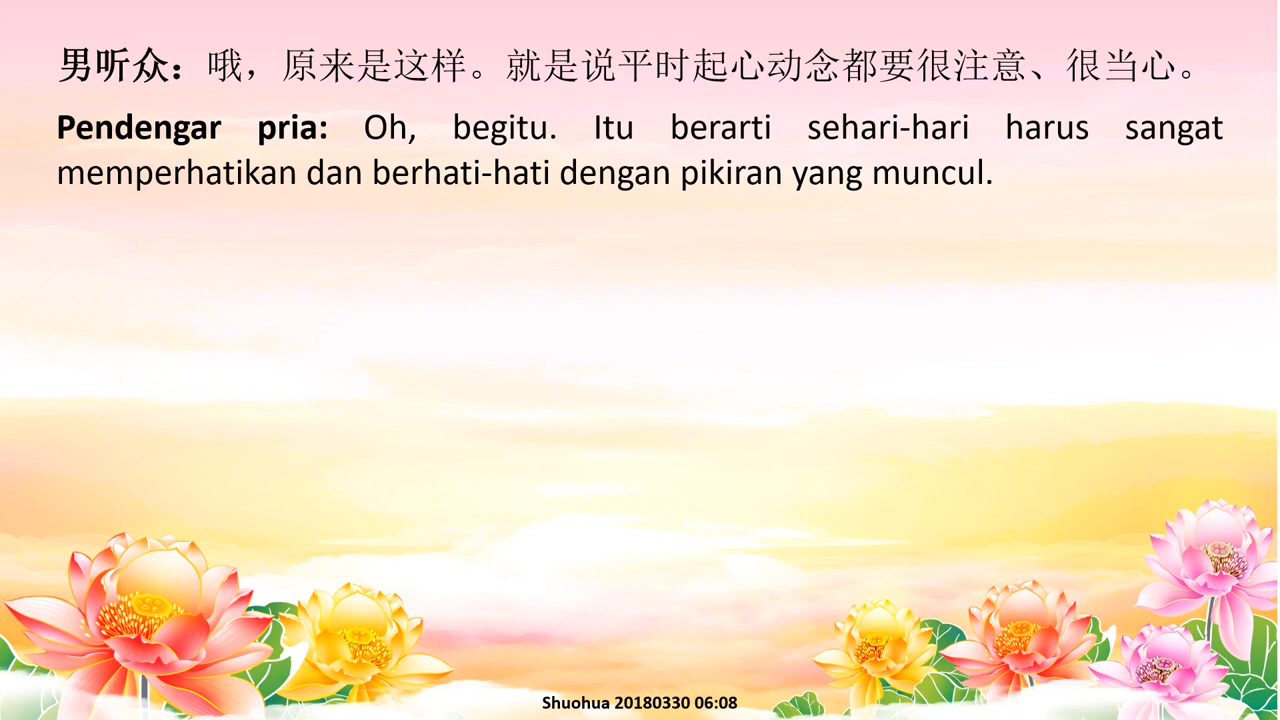 男听众：哦，原来是这样。就是说平时起心动念都要很注意、很当心。
Pendengar pria: Oh, begitu. Itu berarti sehari-hari harus sangat
memperhatikan dan berhati-hati dengan pikiran yang muncul.
Shuohua 20180330 06:08